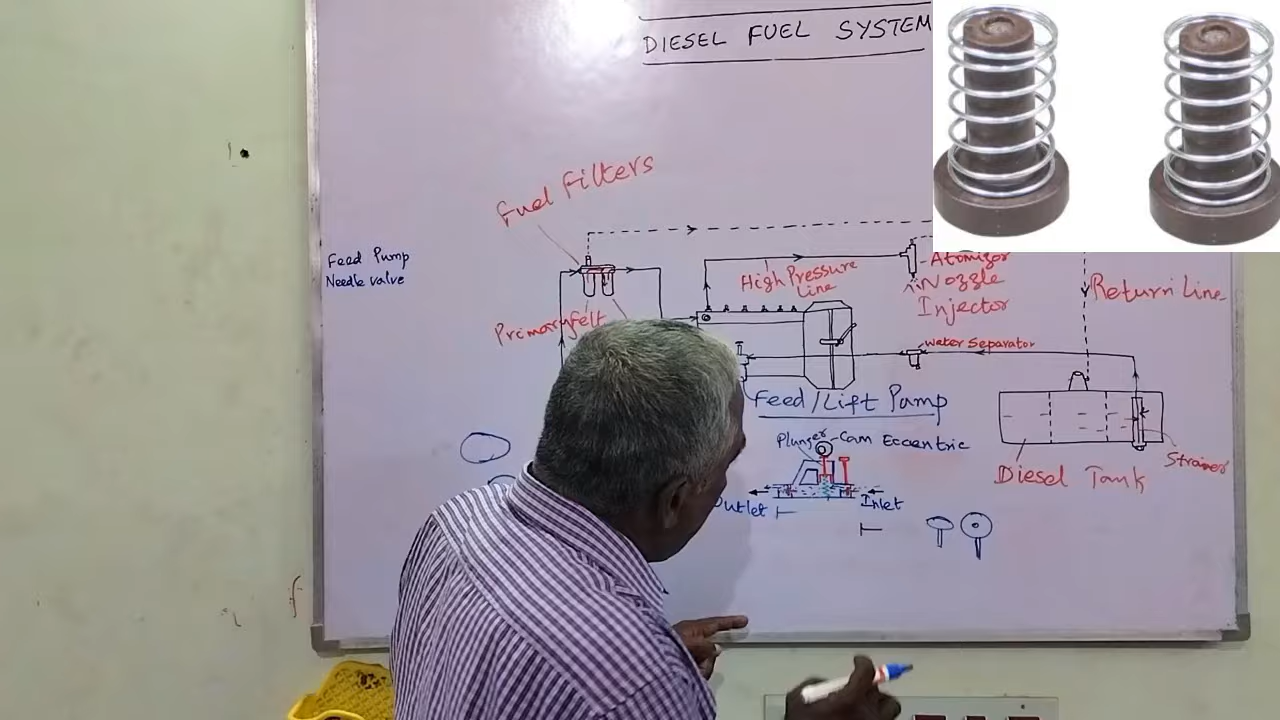 DIESEL FUEL SYSTEM
Fuel Filters
Feed Pump
Needle valve
High Pressure
Line
Atomizor
Nozzle
Injector
Return Line
Primary Felt
Water Separator
Feed/Lift Pump
Plunger Cam Eccentric
Strainer
Diesel Tank
Outlet
Inlet